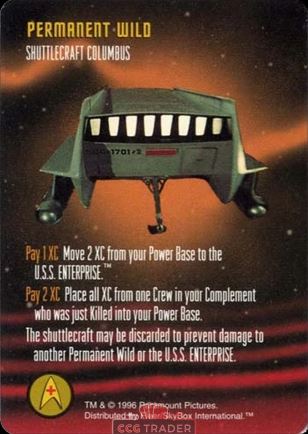 PERMANENT WILD
SHUTTLECRAFT COLUMBUS
Pay 1 XC Move 2 XC from your Power Base to the
U.S.S. ENTERPRISE.™
Pay 2 XC Place all XC from one Crew in your Complement
who was just Killed into your Power Base.
The shuttlecraft may be discarded to prevent damage to
another Permanent Wild or the U.S.S. ENTERPRISE.
TM & © 1996 Paramount Pictures.
Distributed by SkyBox International.™
CCG TRADER